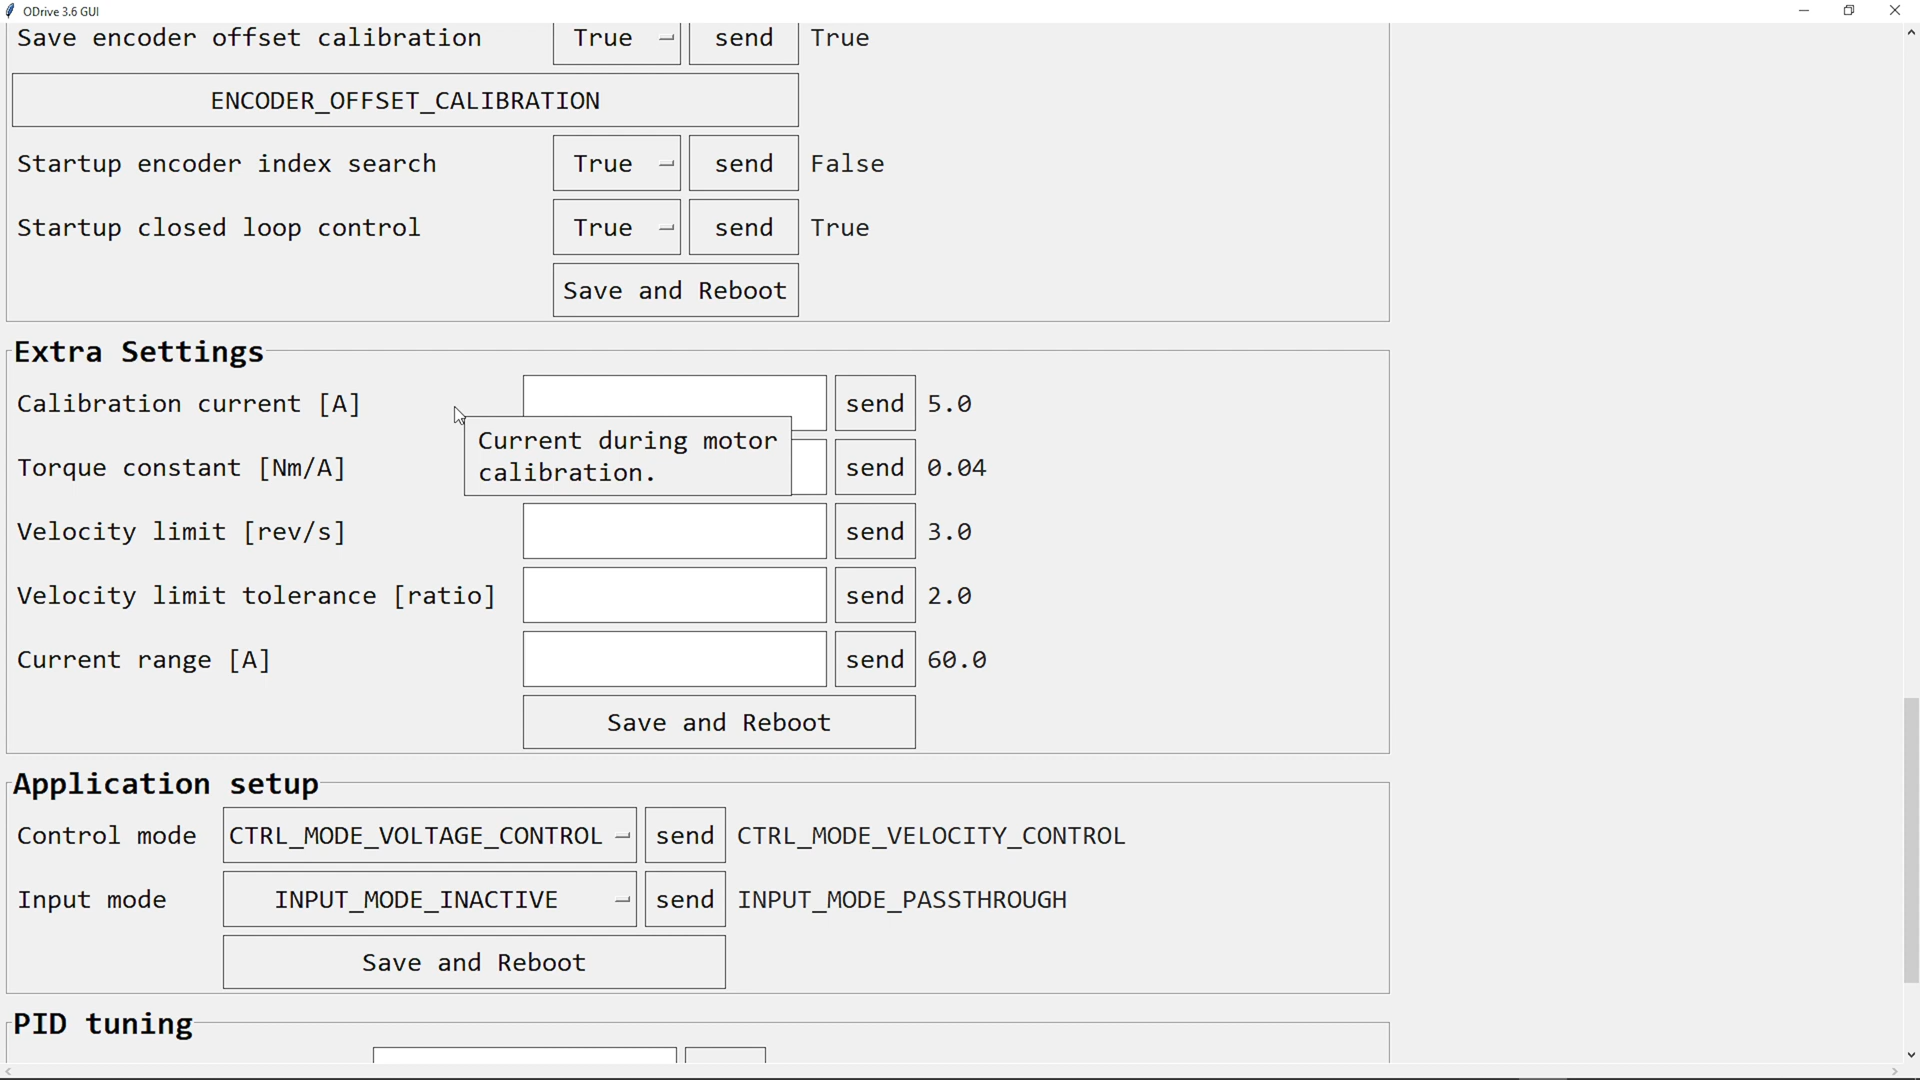 ODrive 3.6 GUI
Save encoder offset calibration True send True
ENCODER_OFFSET_CALIBRATION
Startup encoder index search True send False
Startup closed loop control True send True
Save and Reboot
Extra Settings
Calibration current [A] send 5.0
Current during motor
calibration.
Torque constant [Nm/A] send 0.04
Velocity limit [rev/s] send 3.0
Velocity limit tolerance [ratio] send 2.0
Current range [A] send 60.0
Save and Reboot
Application setup
Control mode CTRL_MODE_VOLTAGE_CONTROL send CTRL_MODE_VELOCITY_CONTROL
Input mode INPUT_MODE_INACTIVE send INPUT_MODE_PASSTHROUGH
Save and Reboot
PID tuning